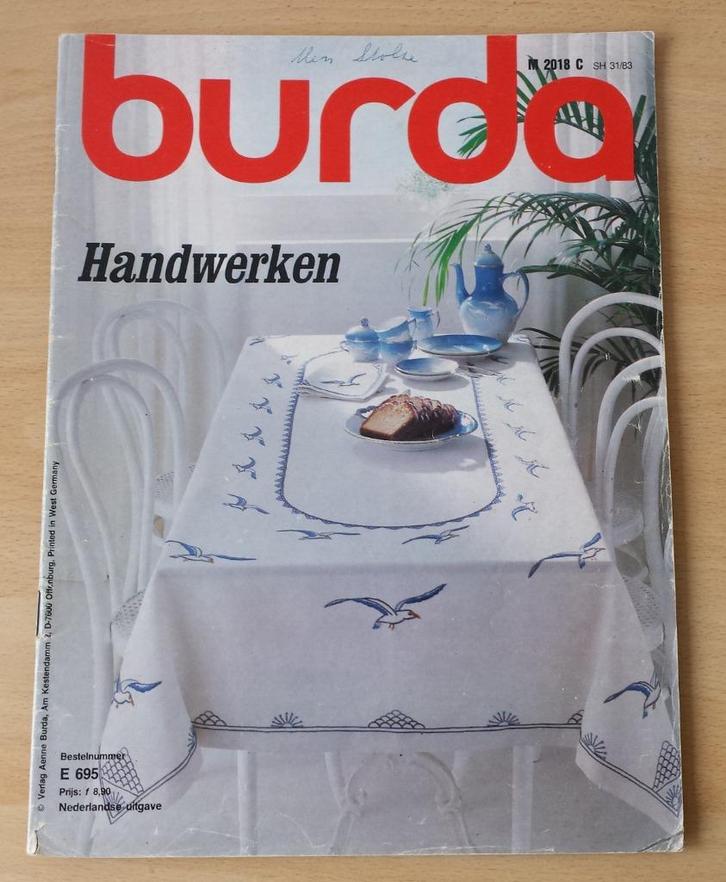 burda
M 2018 C SH 31/83
Handwerken
© Verlag Aenne Burda, Am Kestendamm 2, D-7600 Offenburg. Printed in West Germany
Bestelnummer
E 695
Prijs: f 8,90
Nederlandse uitgave